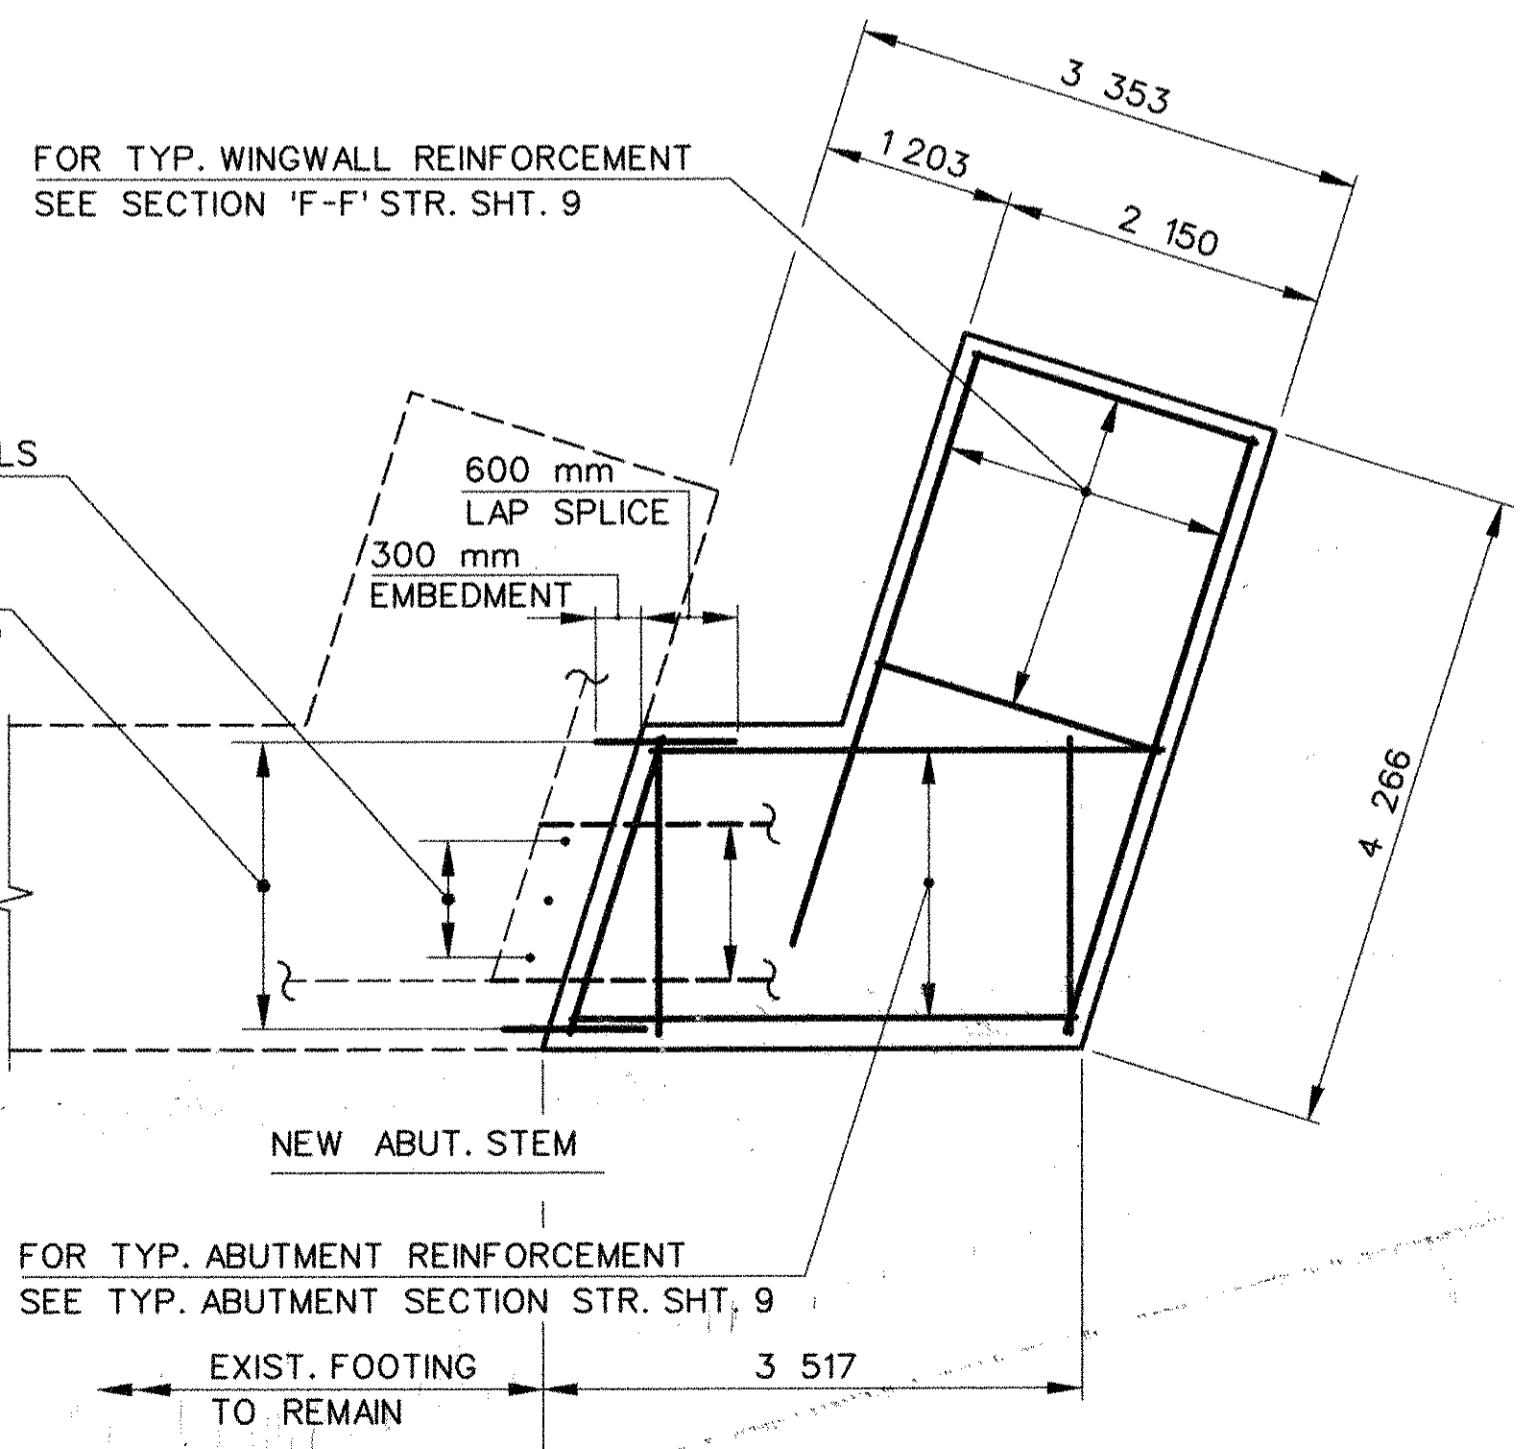 3 353
1 203
2 150
FOR TYP. WINGWALL REINFORCEMENT
SEE SECTION 'F-F' STR. SHT. 9
LS
600 mm
LAP SPLICE
300 mm
EMBEDMENT
4 266
NEW ABUT. STEM
FOR TYP. ABUTMENT REINFORCEMENT
SEE TYP. ABUTMENT SECTION STR. SHT. 9
EXIST. FOOTING
TO REMAIN
3 517